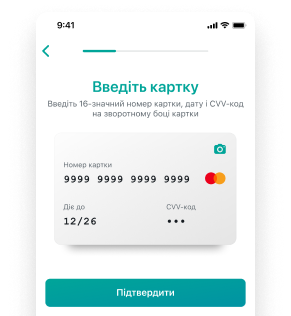 9:41
Введіть картку
Введіть 16-значний номер картки, дату і CVV-код
на зворотному боці картки
Номер картки
9999 9999 9999 9999
Діє до
CVV-код
12/26
•••
Підтвердити